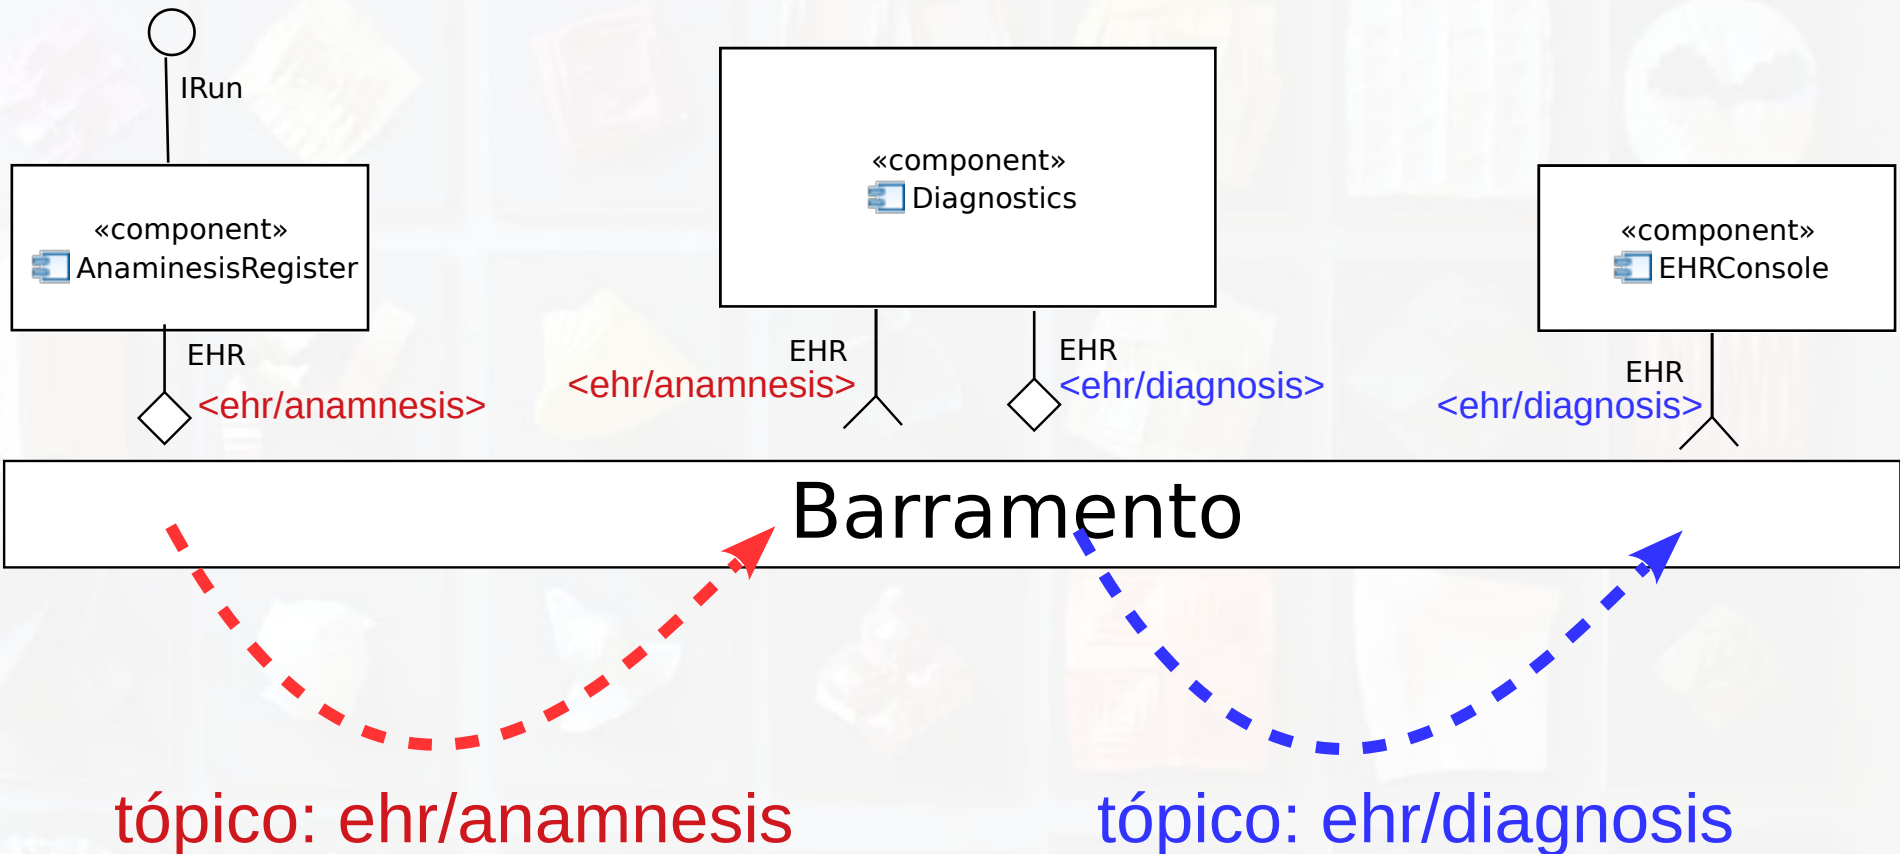 IRun
«component»
AnaminesisRegister
EHR
<ehr/anamnesis>
«component»
Diagnostics
EHR
<ehr/anamnesis>
EHR
<ehr/diagnosis>
«component»
EHRConsole
EHR
<ehr/diagnosis>
Barramento
tópico: ehr/anamnesis
tópico: ehr/diagnosis